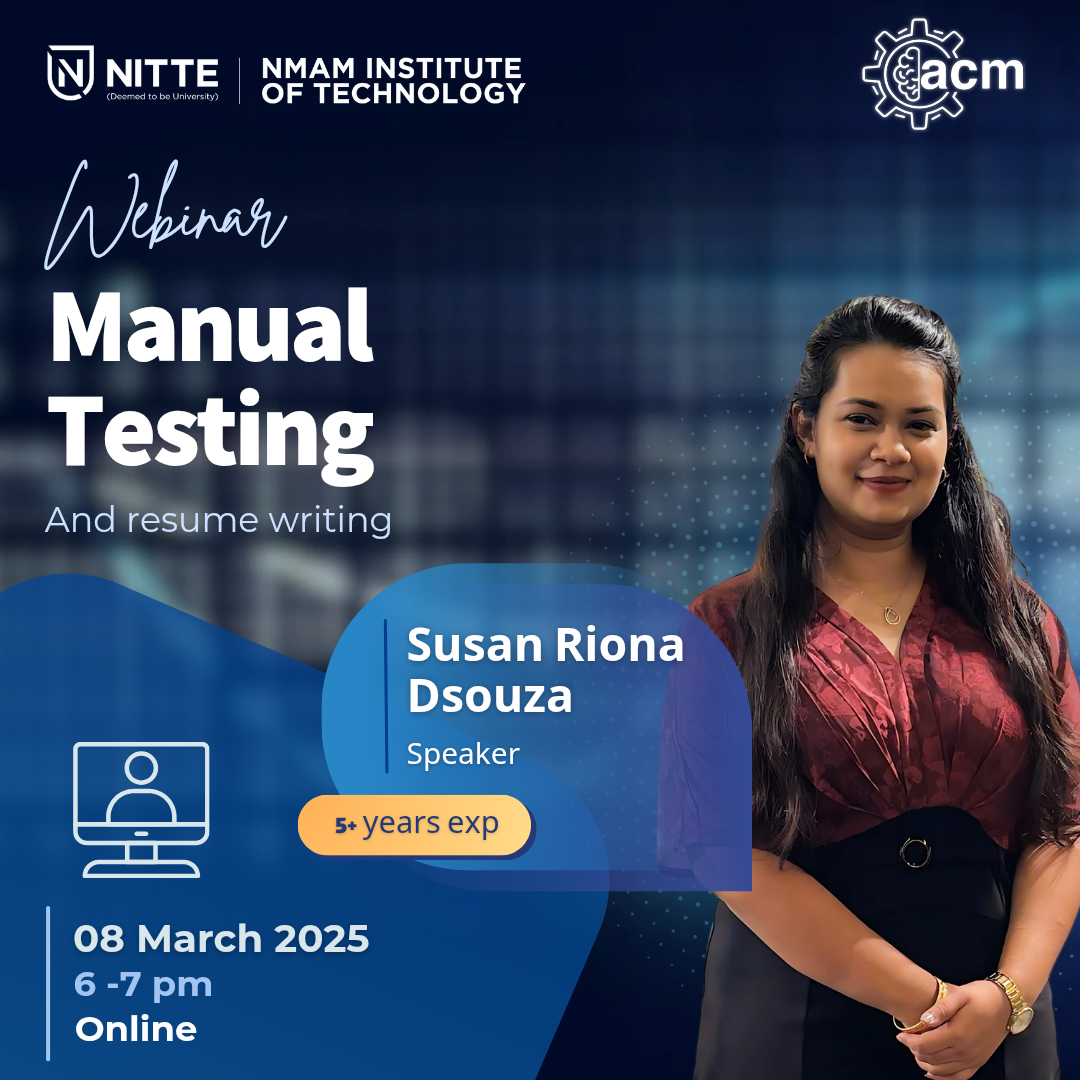 NITTE
(Deemed to be University)
NMAM INSTITUTE
OF TECHNOLOGY
acm
Webinar
Manual
Testing
And resume writing
Susan Riona
Dsouza
Speaker
5+ years exp
08 March 2025
6 -7 pm
Online